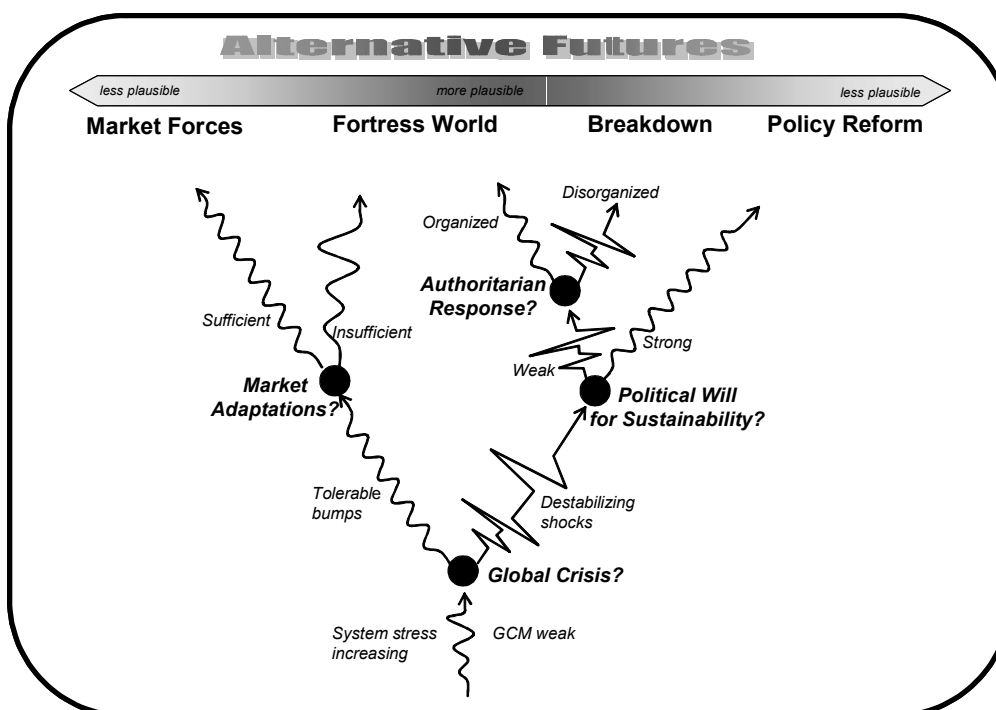 Alternative Futures
less plausible
more plausible
less plausible
Market Forces
Fortress World
Breakdown
Policy Reform
Disorganized
Organized
Authoritarian
Response?
Sufficient
Insufficient
Strong
Weak
Market
Adaptations?
Political Will
for Sustainability?
Tolerable
bumps
Destabilizing
shocks
Global Crisis?
System stress
increasing
GCM weak